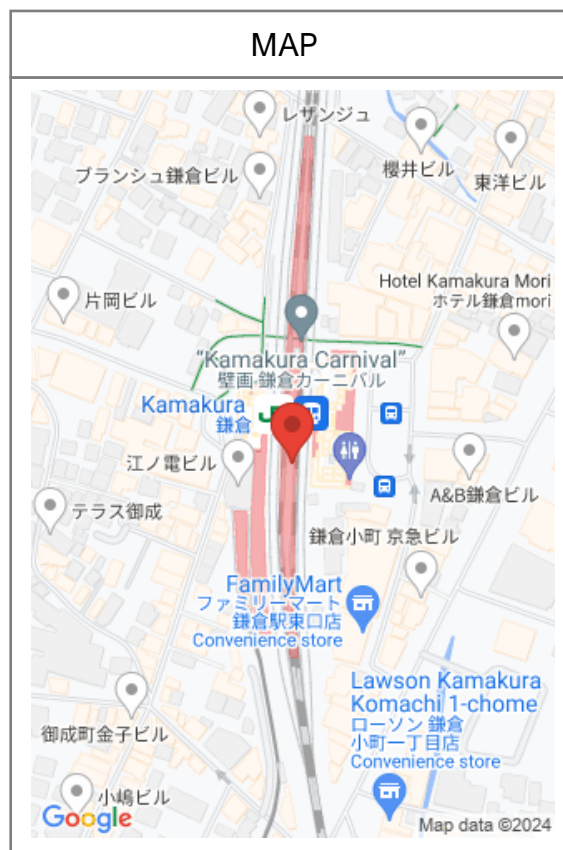 MAP
レザンジュ
ブランシュ鎌倉ビル
櫻井ビル
東洋ビル
片岡ビル
Hotel Kamakura Mori
ホテル鎌倉mori
“Kamakura Carnival”
壁画 鎌倉カーニバル
Kamakura
鎌倉
江ノ電ビル
A&B鎌倉ビル
テラス御成
鎌倉小町 京急ビル
FamilyMart
ファミリーマート
鎌倉駅東口店
Convenience store
Lawson Kamakura
Komachi 1-chome
ローソン 鎌倉
小町一丁目店
Convenience store
御成町金子ビル
小嶋ビル
Google
Map data ©2024